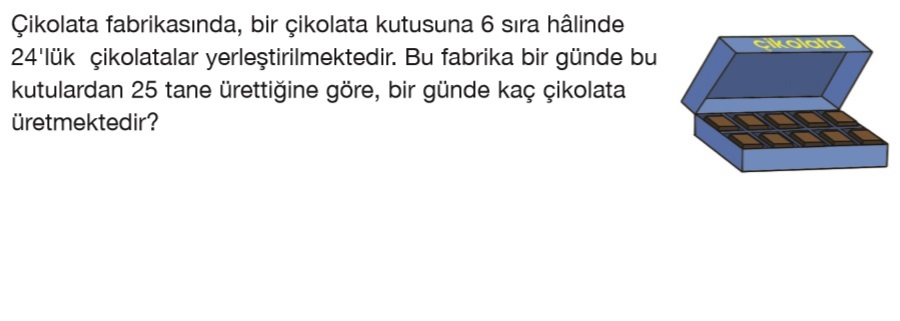 Çikolata fabrikasında, bir çikolata kutusuna 6 sıra hâlinde
24'lük çikolatalar yerleştirilmektedir. Bu fabrika bir günde bu
kutulardan 25 tane ürettiğine göre, bir günde kaç çikolata
üretmektedir?
Çikolata